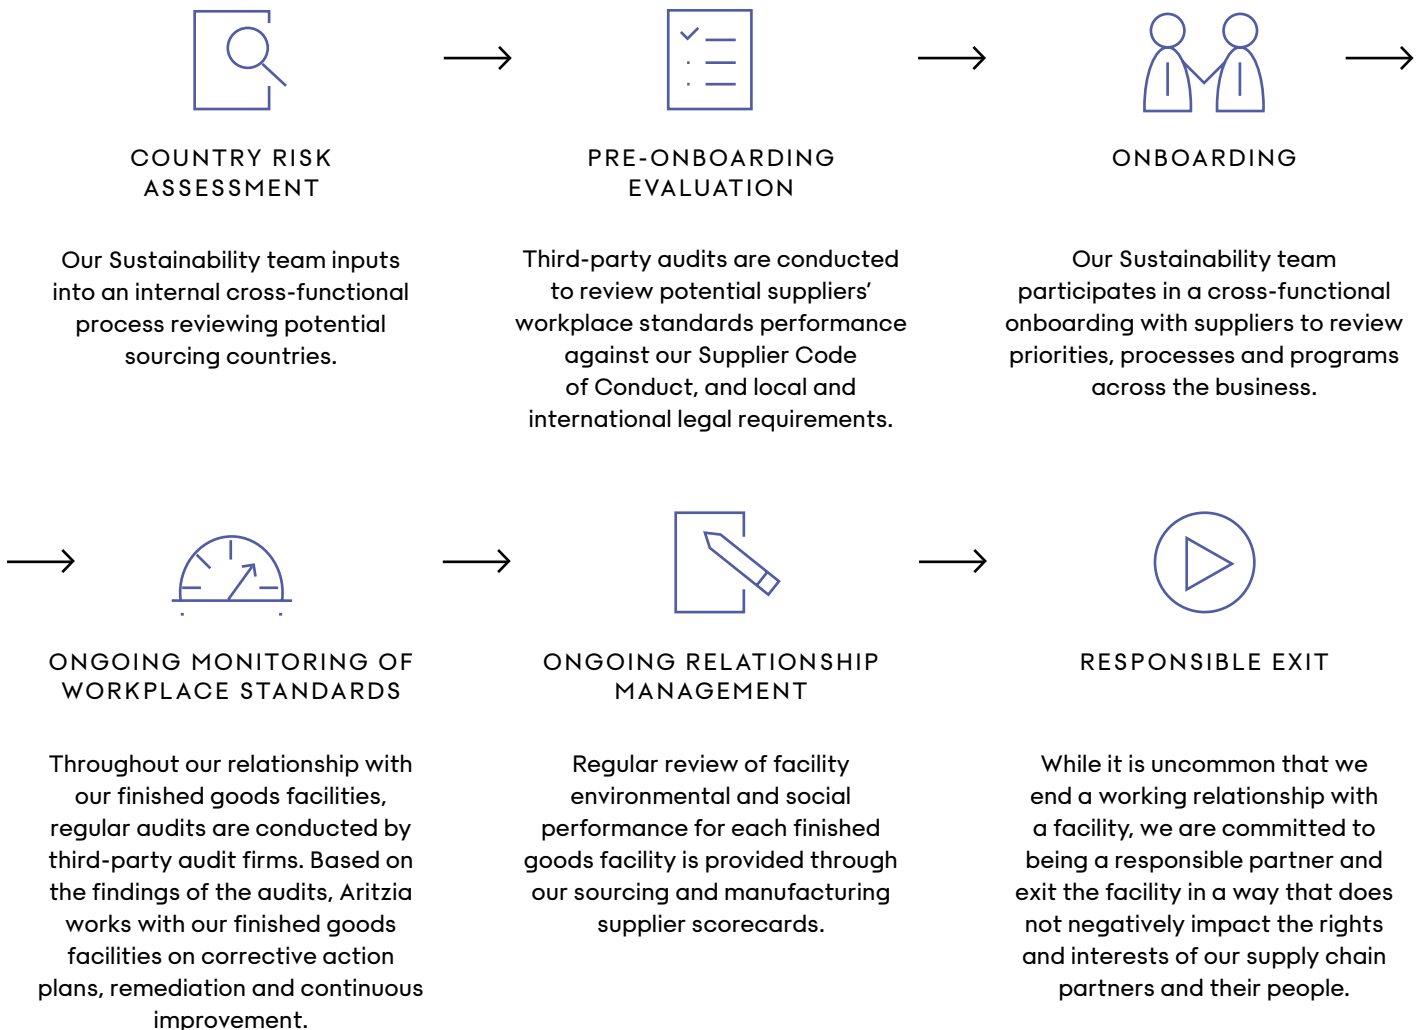 COUNTRY RISK
ASSESSMENT
Our Sustainability team inputs
into an internal cross-functional
process reviewing potential
sourcing countries.
PRE-ONBOARDING
EVALUATION
Third-party audits are conducted
to review potential suppliers’
workplace standards performance
against our Supplier Code
of Conduct, and local and
international legal requirements.
ONBOARDING
Our Sustainability team
participates in a cross-functional
onboarding with suppliers to review
priorities, processes and programs
across the business.
ONGOING MONITORING OF
WORKPLACE STANDARDS
Throughout our relationship with
our finished goods facilities,
regular audits are conducted by
third-party audit firms. Based on
the findings of the audits, Aritzia
works with our finished goods
facilities on corrective action
plans, remediation and continuous
improvement.
ONGOING RELATIONSHIP
MANAGEMENT
Regular review of facility
environmental and social
performance for each finished
goods facility is provided through
our sourcing and manufacturing
supplier scorecards.
RESPONSIBLE EXIT
While it is uncommon that we
end a working relationship with
a facility, we are committed to
being a responsible partner and
exit the facility in a way that does
not negatively impact the rights
and interests of our supply chain
partners and their people.